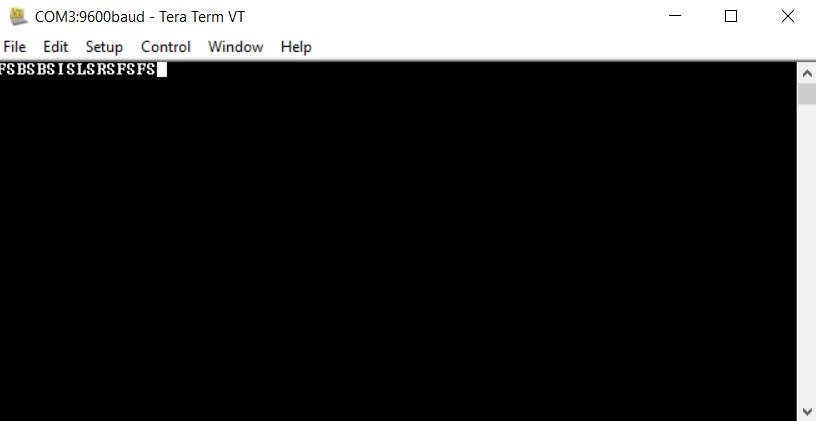 COM3:9600baud - Tera Term VT
File Edit Setup Control Window Help
FSBSBSISLSRSFSFS